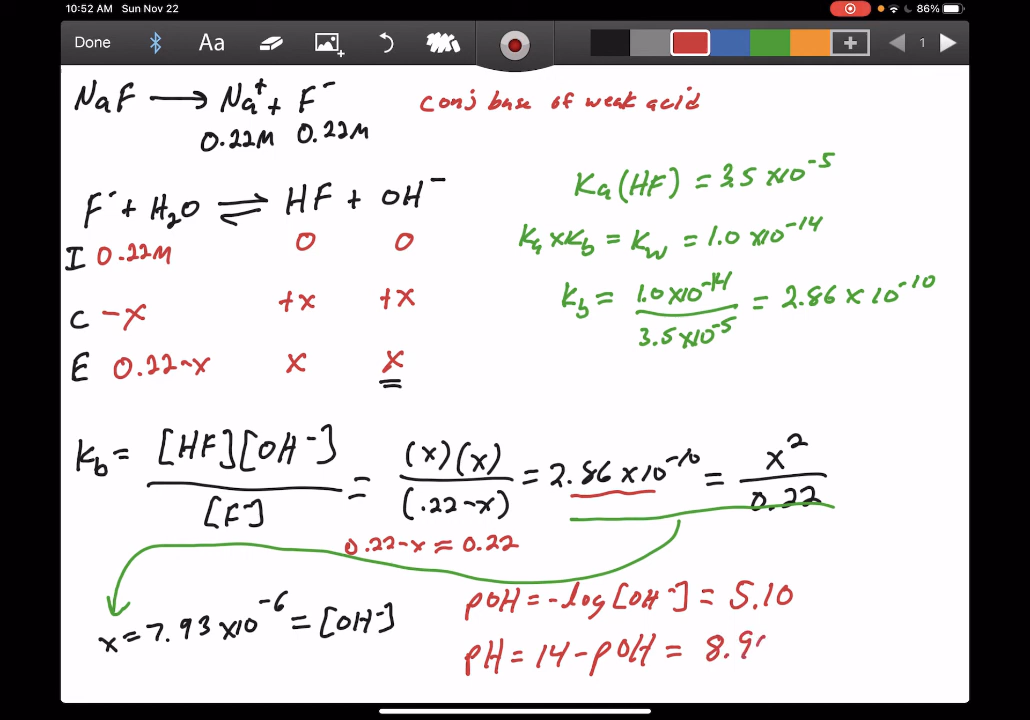 10:52 AM Sun Nov 22
86%
Done Aa 1
NaF → Na⁺ + F⁻ conj base of weak acid
0.22M 0.22M
Ka(HF) = 3.5 x10⁻⁵
F⁻ + H₂O ⇌ HF + OH⁻
Ka x Kb = Kw = 1.0 x10⁻¹⁴
I 0.22M 0 0
Kb = 1.0x10⁻¹⁴ / 3.5x10⁻⁵ = 2.86 x 10⁻¹⁰
C -x +x +x
E 0.22-x x x
Kb = [HF][OH⁻] / [F⁻] = (x)(x) / (.22-x) = 2.86 x10⁻¹⁰ = x² / 0.22
0.22-x ≈ 0.22
x = 7.93 x10⁻⁶ = [OH⁻]
pOH = -log[OH⁻] = 5.10
pH = 14 - pOH = 8.9